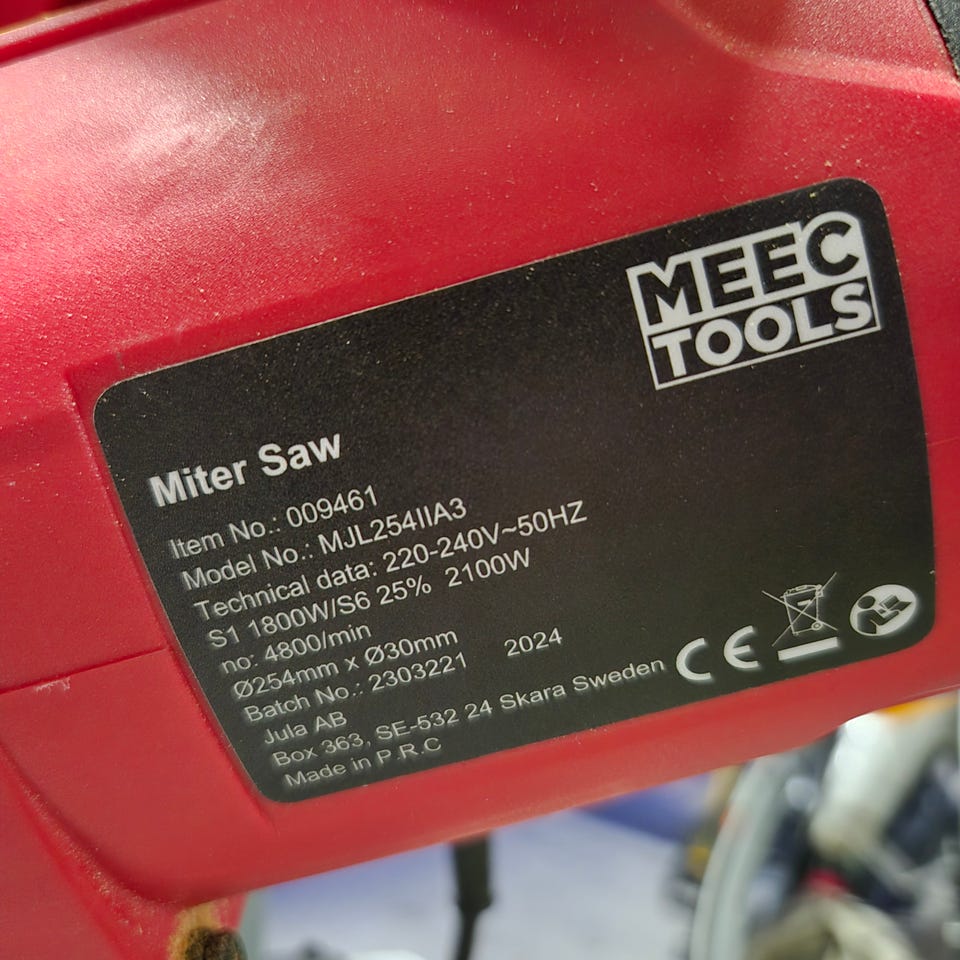 MEEC
TOOLS
Miter Saw
Item No.: 009461
Model No.: MJL254IIA3
Technical data: 220-240V~50HZ
S1 1800W/S6 25% 2100W
no: 4800/min
Ø254mm x Ø30mm
Batch No.: 2303221 2024
Jula AB
Box 363, SE-532 24 Skara Sweden
Made in P.R.C
CE